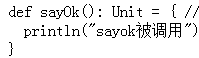 def sayOk(): Unit = { //
  println("sayok被调用")
}